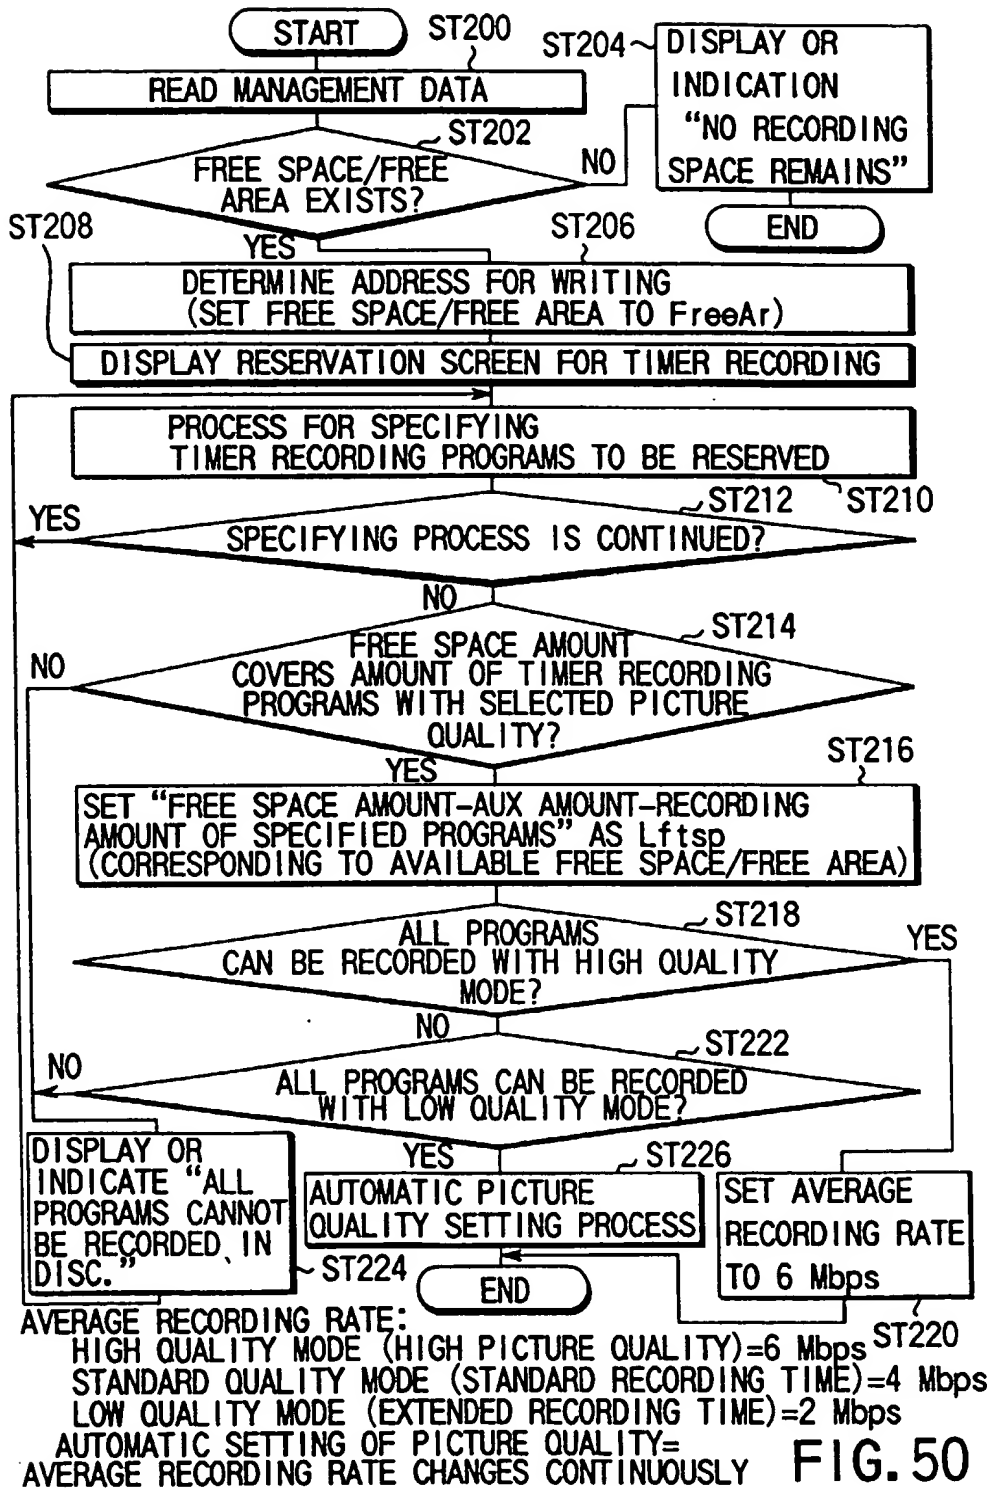 START
ST200
READ MANAGEMENT DATA
ST204
DISPLAY OR
INDICATION
“NO RECORDING
SPACE REMAINS”
END
ST202
FREE SPACE/FREE
AREA EXISTS?
NO
YES
ST206
DETERMINE ADDRESS FOR WRITING
(SET FREE SPACE/FREE AREA TO FreeAr)
ST208
DISPLAY RESERVATION SCREEN FOR TIMER RECORDING
PROCESS FOR SPECIFYING
TIMER RECORDING PROGRAMS TO BE RESERVED
ST210
ST212
YES
SPECIFYING PROCESS IS CONTINUED?
NO
ST214
NO
FREE SPACE AMOUNT
COVERS AMOUNT OF TIMER RECORDING
PROGRAMS WITH SELECTED PICTURE
QUALITY?
YES
ST216
SET “FREE SPACE AMOUNT-AUX AMOUNT-RECORDING
AMOUNT OF SPECIFIED PROGRAMS” AS Lftsp
(CORRESPONDING TO AVAILABLE FREE SPACE/FREE AREA)
ST218
ALL PROGRAMS
CAN BE RECORDED WITH HIGH QUALITY
MODE?
YES
NO
ST222
NO
ALL PROGRAMS CAN BE RECORDED
WITH LOW QUALITY MODE?
YES
DISPLAY OR
INDICATE “ALL
PROGRAMS CANNOT
BE RECORDED IN
DISC.”
ST224
ST226
AUTOMATIC PICTURE
QUALITY SETTING PROCESS
END
SET AVERAGE
RECORDING RATE
TO 6 Mbps
ST220
AVERAGE RECORDING RATE:
HIGH QUALITY MODE (HIGH PICTURE QUALITY)=6 Mbps
STANDARD QUALITY MODE (STANDARD RECORDING TIME)=4 Mbps
LOW QUALITY MODE (EXTENDED RECORDING TIME)=2 Mbps
AUTOMATIC SETTING OF PICTURE QUALITY=
AVERAGE RECORDING RATE CHANGES CONTINUOUSLY
FIG. 50